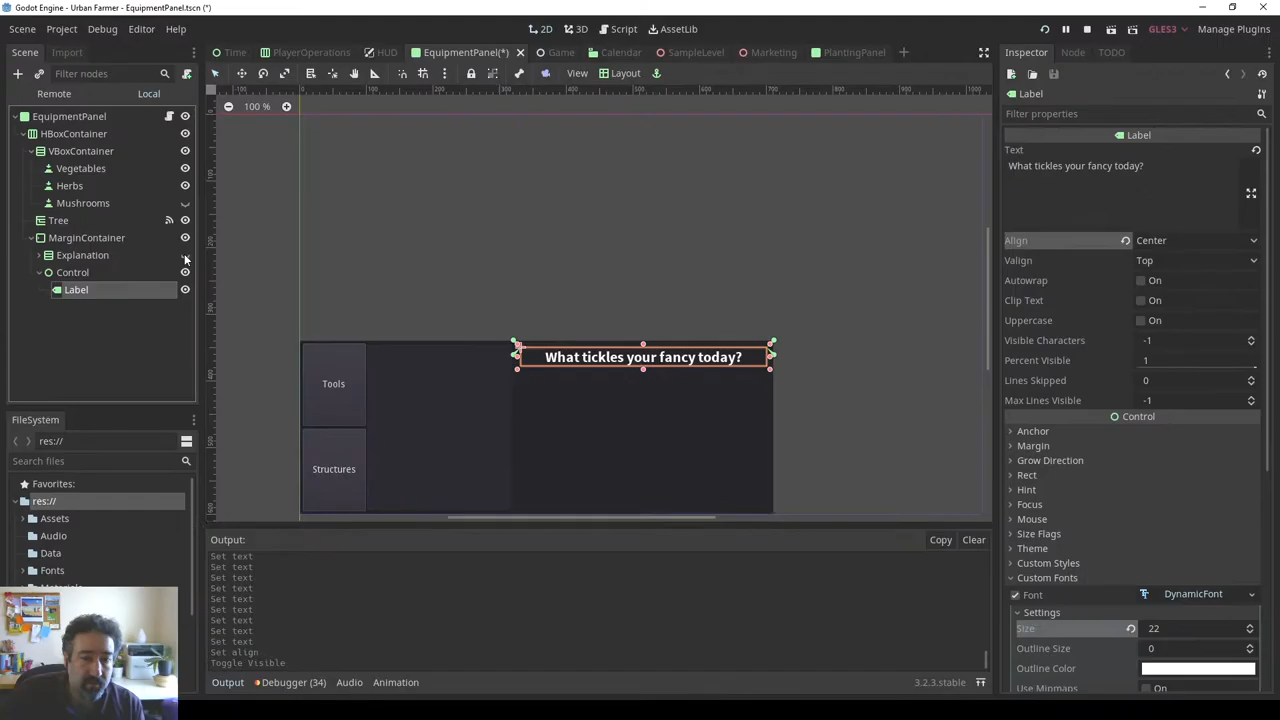 Godot Engine - Urban Farmer - EquipmentPanel.tscn (*)
Scene Project Debug Editor Help
2D 3D Script AssetLib
GLES3 Manage Plugins
Scene Import
Time PlayerOperations HUD EquipmentPanel(*) Game Calendar SampleLevel Marketing PlantingPanel
Inspector Node TODO
Filter nodes
View Layout
Remote Local
Label
100 %
Filter properties
EquipmentPanel
HBoxContainer
VBoxContainer
Vegetables
Herbs
Mushrooms
Tree
MarginContainer
Explanation
Control
Label
Label
Text
What tickles your fancy today?
Align Center
Valign Top
Autowrap On
Clip Text On
Uppercase On
Visible Characters -1
Percent Visible 1
Lines Skipped 0
Max Lines Visible -1
Control
Anchor
Margin
Grow Direction
Rect
Hint
Focus
Mouse
Size Flags
Theme
Custom Styles
Custom Fonts
Font DynamicFont
Settings
Size 22
Outline Size 0
Outline Color
Use Mipmaps On
What tickles your fancy today?
Tools
Structures
FileSystem
res://
Search files
Favorites:
res://
Assets
Audio
Data
Fonts
Output:
Copy Clear
Set text
Set text
Set text
Set text
Set text
Set text
Set text
Set text
Set text
Set align
Toggle Visible
Output Debugger (34) Audio Animation
3.2.3.stable